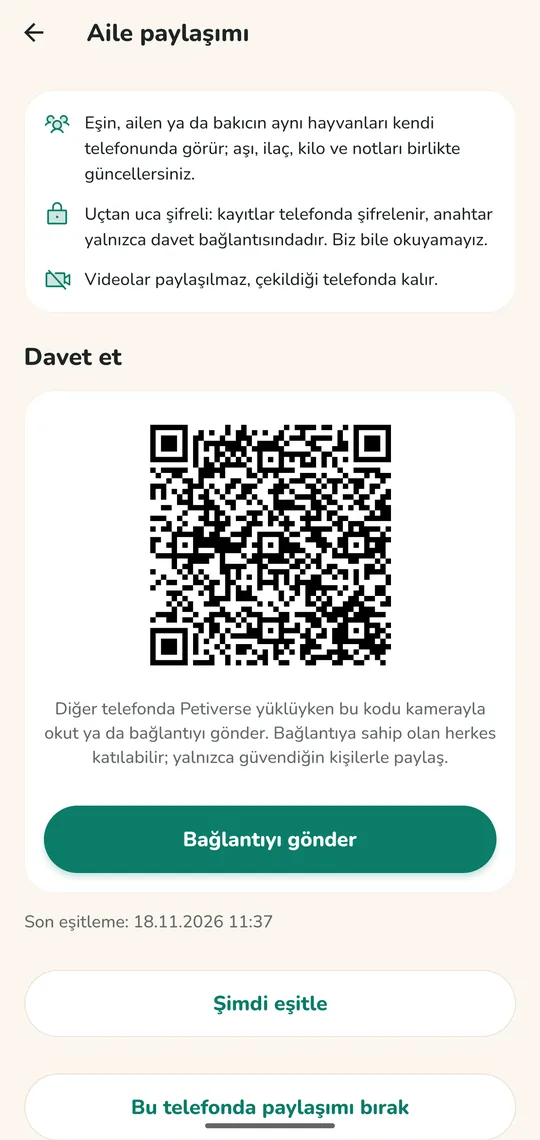 Aile paylaşımı
Eşin, ailen ya da bakıcın aynı hayvanları kendi
telefonunda görür; aşı, ilaç, kilo ve notları birlikte
güncellersiniz.
Uçtan uca şifreli: kayıtlar telefonda şifrelenir, anahtar
yalnızca davet bağlantısındadır. Biz bile okuyamayız.
Videolar paylaşılmaz, çekildiği telefonda kalır.
Davet et
Diğer telefonda Petiverse yüklüyken bu kodu kamerayla
okut ya da bağlantıyı gönder. Bağlantıya sahip olan herkes
katılabilir; yalnızca güvendiğin kişilerle paylaş.
Bağlantıyı gönder
Son eşitleme: 18.11.2026 11:37
Şimdi eşitle
Bu telefonda paylaşımı bırak